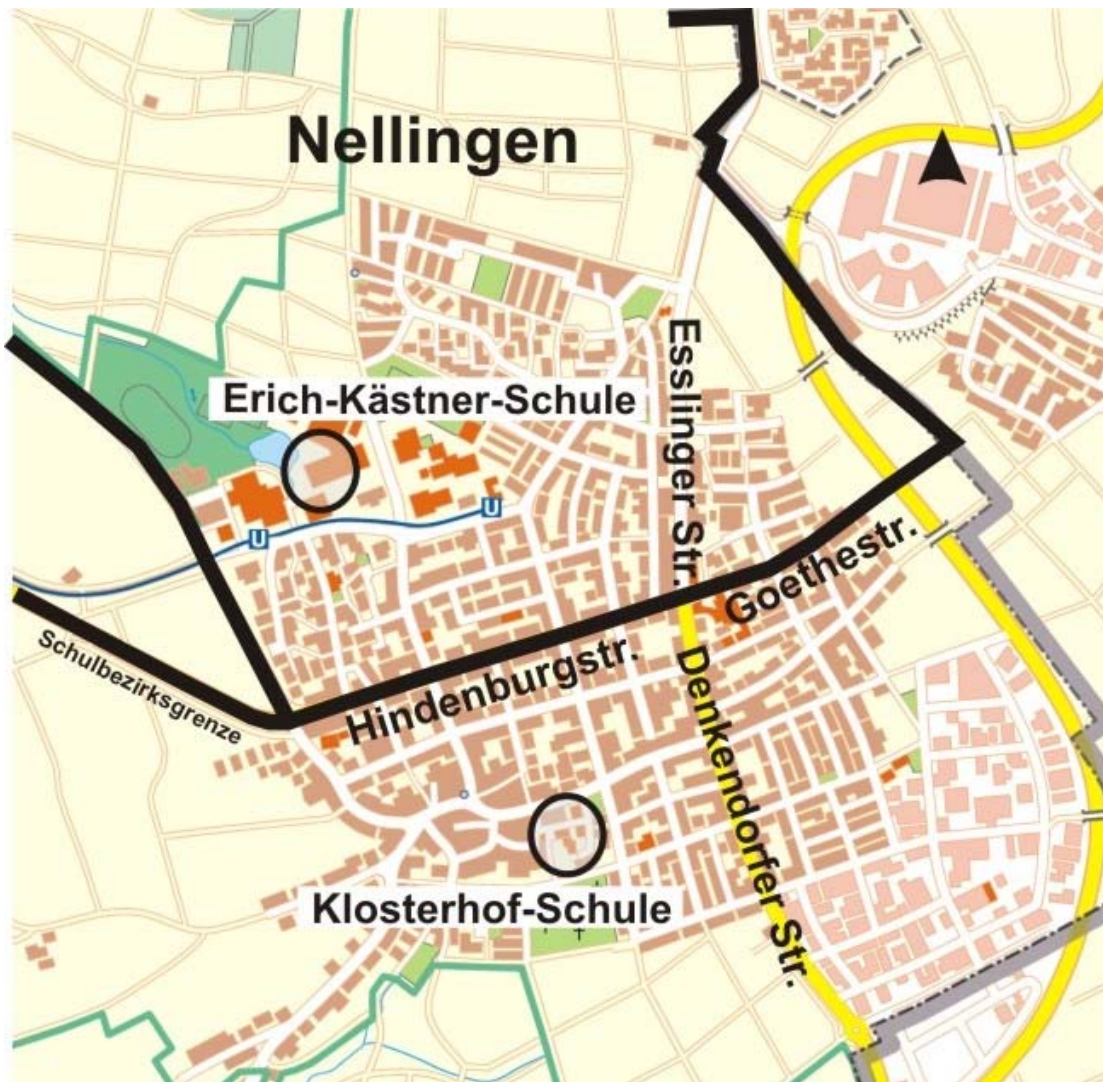 Nellingen
Erich-Kästner-Schule
Esslinger Str.
U
U
Goethestr.
Hindenburgstr.
Schulbezirksgrenze
Denkendorfer Str.
Klosterhof-Schule